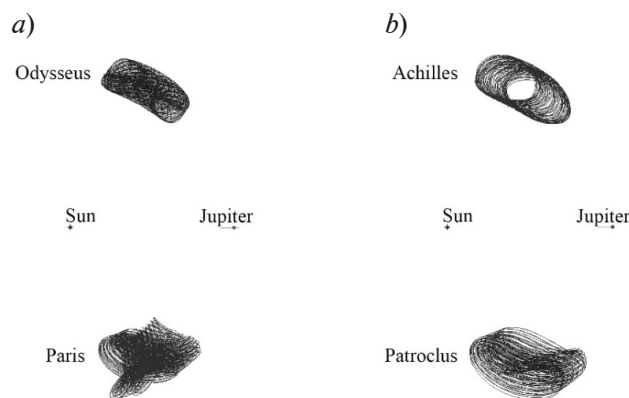 a) b)
Odysseus Achilles
Sun Jupiter Sun Jupiter
Paris Patroclus